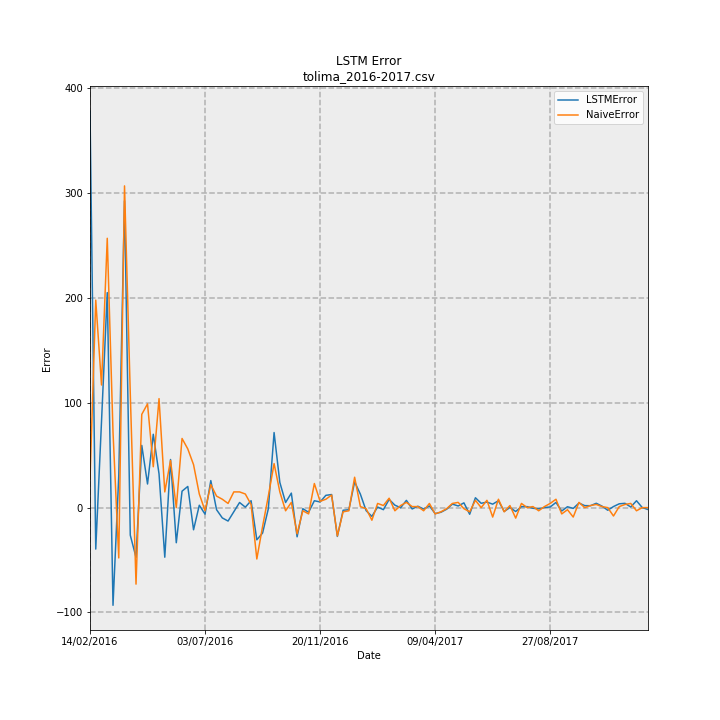 LSTM Error
tolima_2016-2017.csv
LSTMError
NaiveError
400
300
200
100
0
−100
Error
14/02/2016 03/07/2016 20/11/2016 09/04/2017 27/08/2017
Date